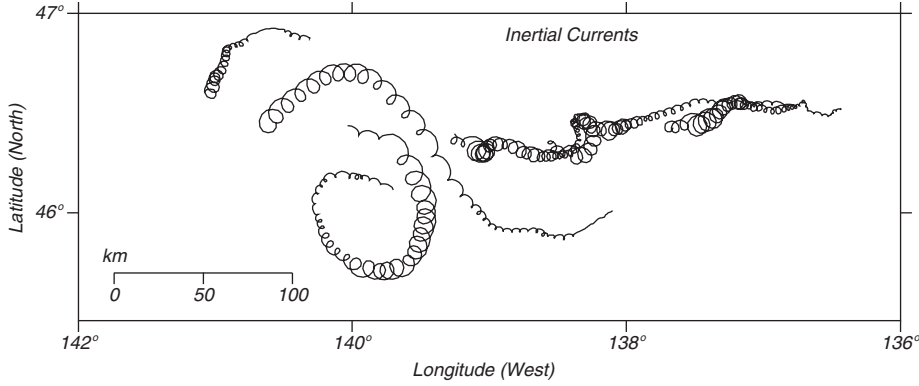 47°
Inertial Currents
Latitude (North)
46°
km
0 50 100
142° 140° 138° 136°
Longitude (West)